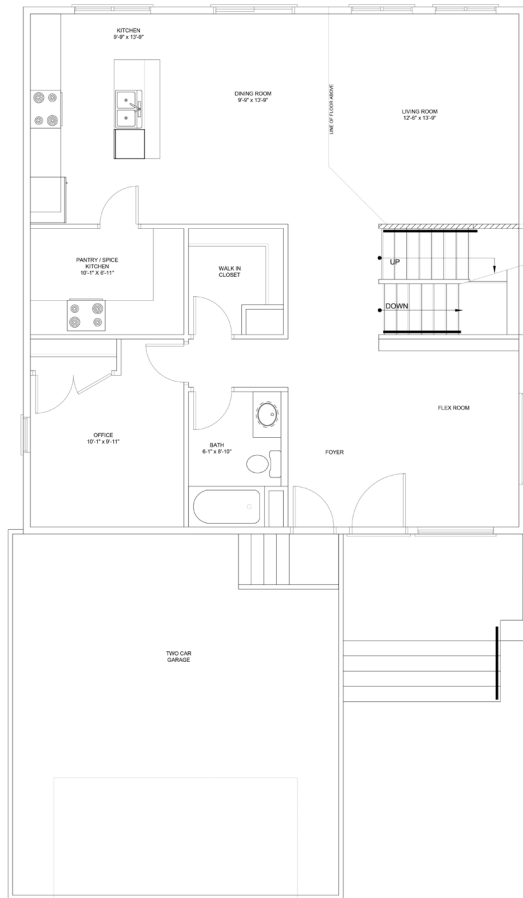 KITCHEN
9'-9" x 13'-9"
DINING ROOM
9'-9" x 13'-9"
LINE OF FLOOR ABOVE
LIVING ROOM
12'-6" x 13'-9"
PANTRY / SPICE
KITCHEN
10'-1" X 6'-11"
WALK IN
CLOSET
UP
DOWN
OFFICE
10'-1" x 9'-11"
BATH
6-1" x 8'-10"
FLEX ROOM
FOYER
TWO CAR
GARAGE